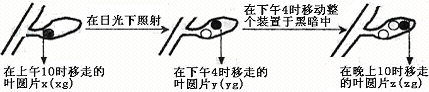 在日光下照射
在下午4时移动整
个装置于黑暗中
在上午10时移走的
叶圆片x(xg)
在下午4时移走的
叶圆片y(yg)
在晚上10时移走
的叶圆片z(zg)